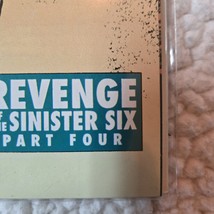 REVENGE
OF THE SINISTER SIX
PART FOUR